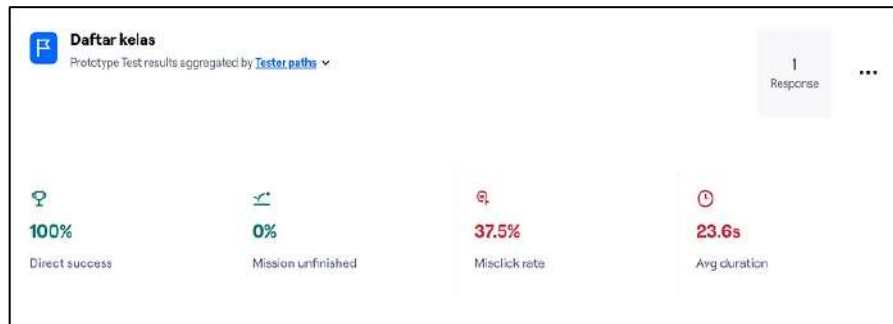 Daftar kelas
Prototype Test results aggregated by Tester paths
1
Response
100%
0%
37.5%
23.6s
Direct success
Mission unfinished
Misclick rate
Avg duration